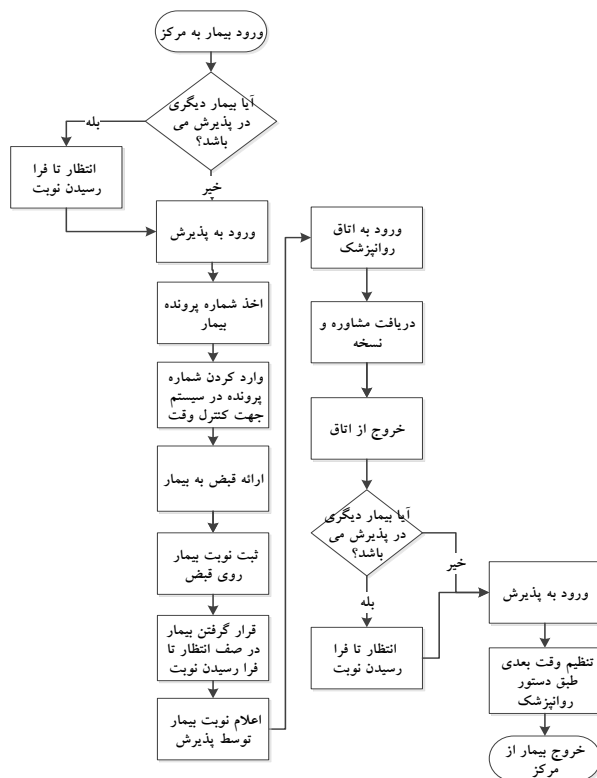 ورود بیمار به مرکز
آیا بیمار دیگری
در پذیرش می
باشد؟
بله
انتظار تا فرا
رسیدن نوبت
خیر
ورود به پذیرش
اخذ شماره پرونده
بیمار
وارد کردن شماره
پرونده در سیستم
جهت کنترل وقت
ارائه قبض به بیمار
ثبت نوبت بیمار
روی قبض
قرار گرفتن بیمار
در صف انتظار تا
فرا رسیدن نوبت
اعلام نوبت بیمار
توسط پذیرش
ورود به اتاق
روانپزشک
دریافت مشاوره و
نسخه
خروج از اتاق
آیا بیمار دیگری
در پذیرش می
باشد؟
خیر
بله
انتظار تا فرا
رسیدن نوبت
ورود به پذیرش
تنظیم وقت بعدی
طبق دستور
روانپزشک
خروج بیمار از
مرکز